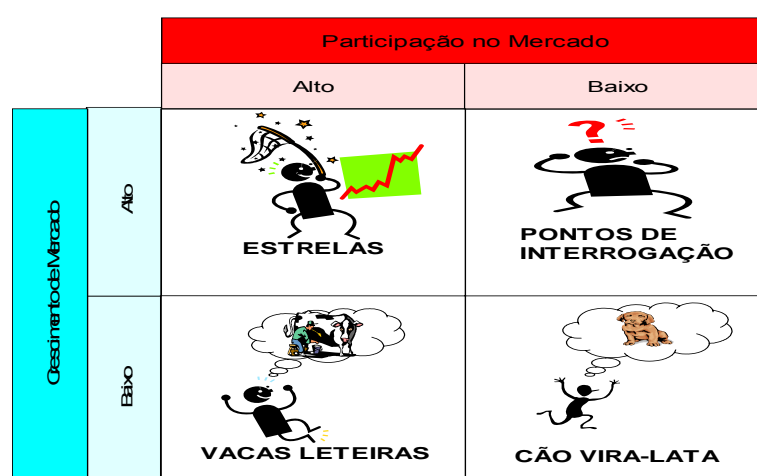 Participação no Mercado
Alto
Baixo
Crescimento de Mercado
Alto
ESTRELAS
?
PONTOS DE
INTERROGAÇÃO
Baixo
VACAS LETEIRAS
CÃO VIRA-LATA